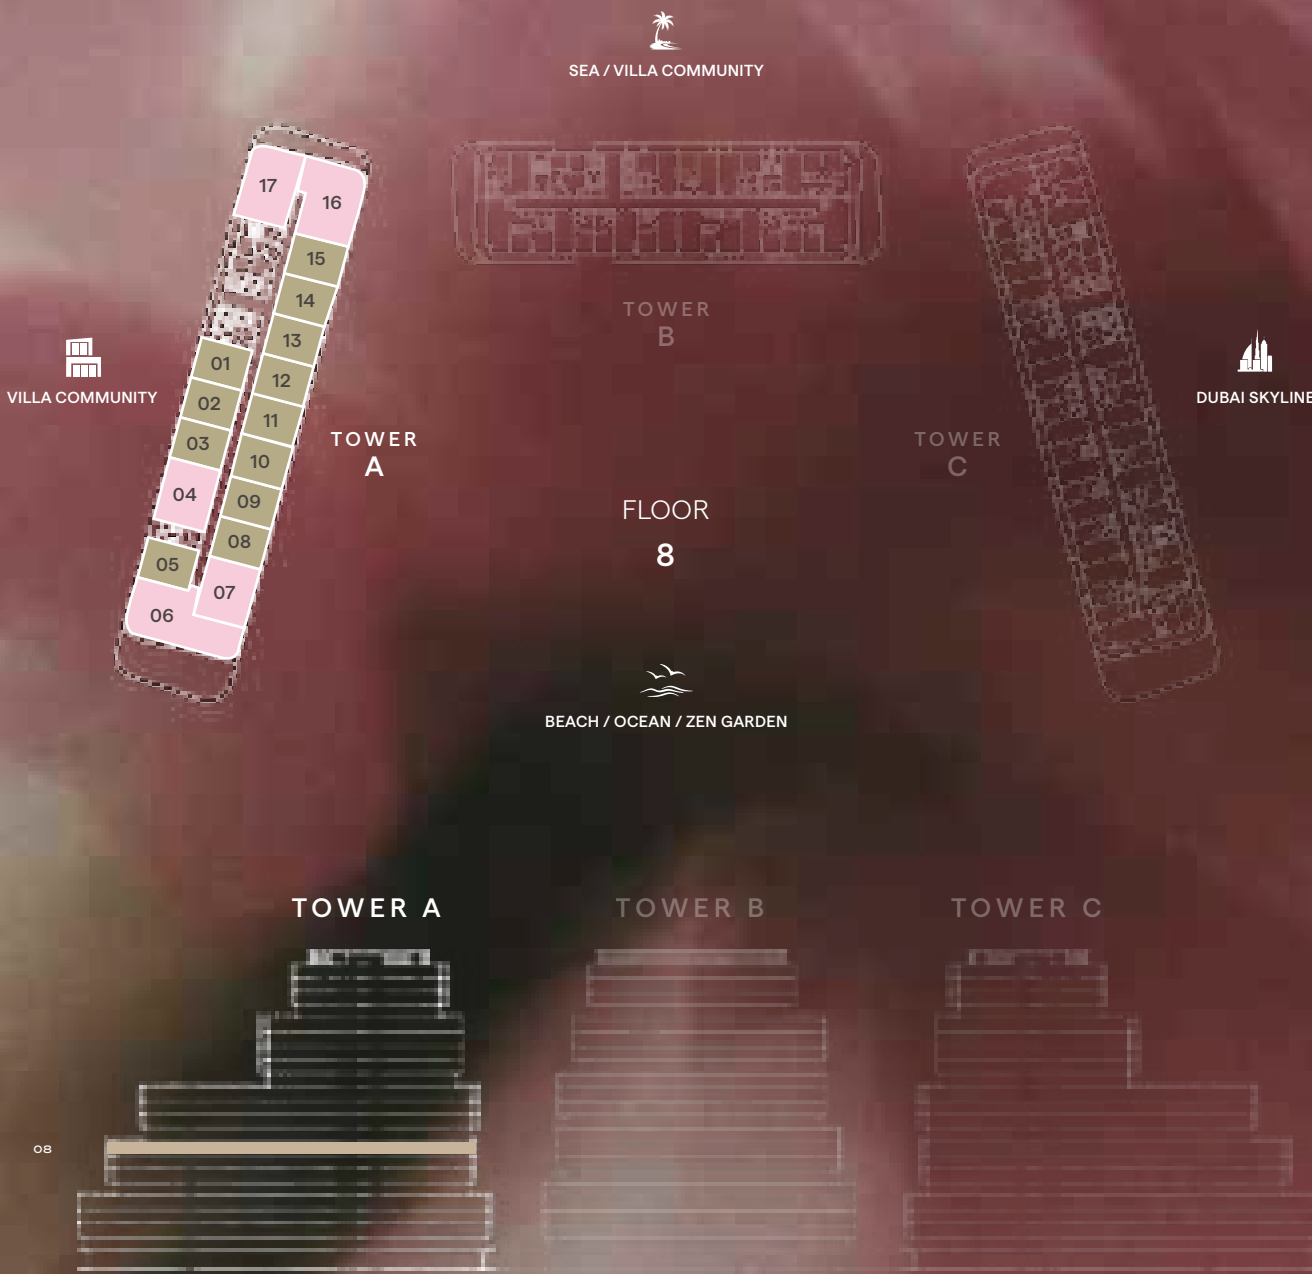 SEA / VILLA COMMUNITY
17
16
15
14
13
12
11
10
09
08
07
01
02
03
04
05
06
VILLA COMMUNITY
TOWER
A
TOWER
B
TOWER
C
DUBAI SKYLINE
FLOOR
8
BEACH / OCEAN / ZEN GARDEN
TOWER A
TOWER B
TOWER C
08